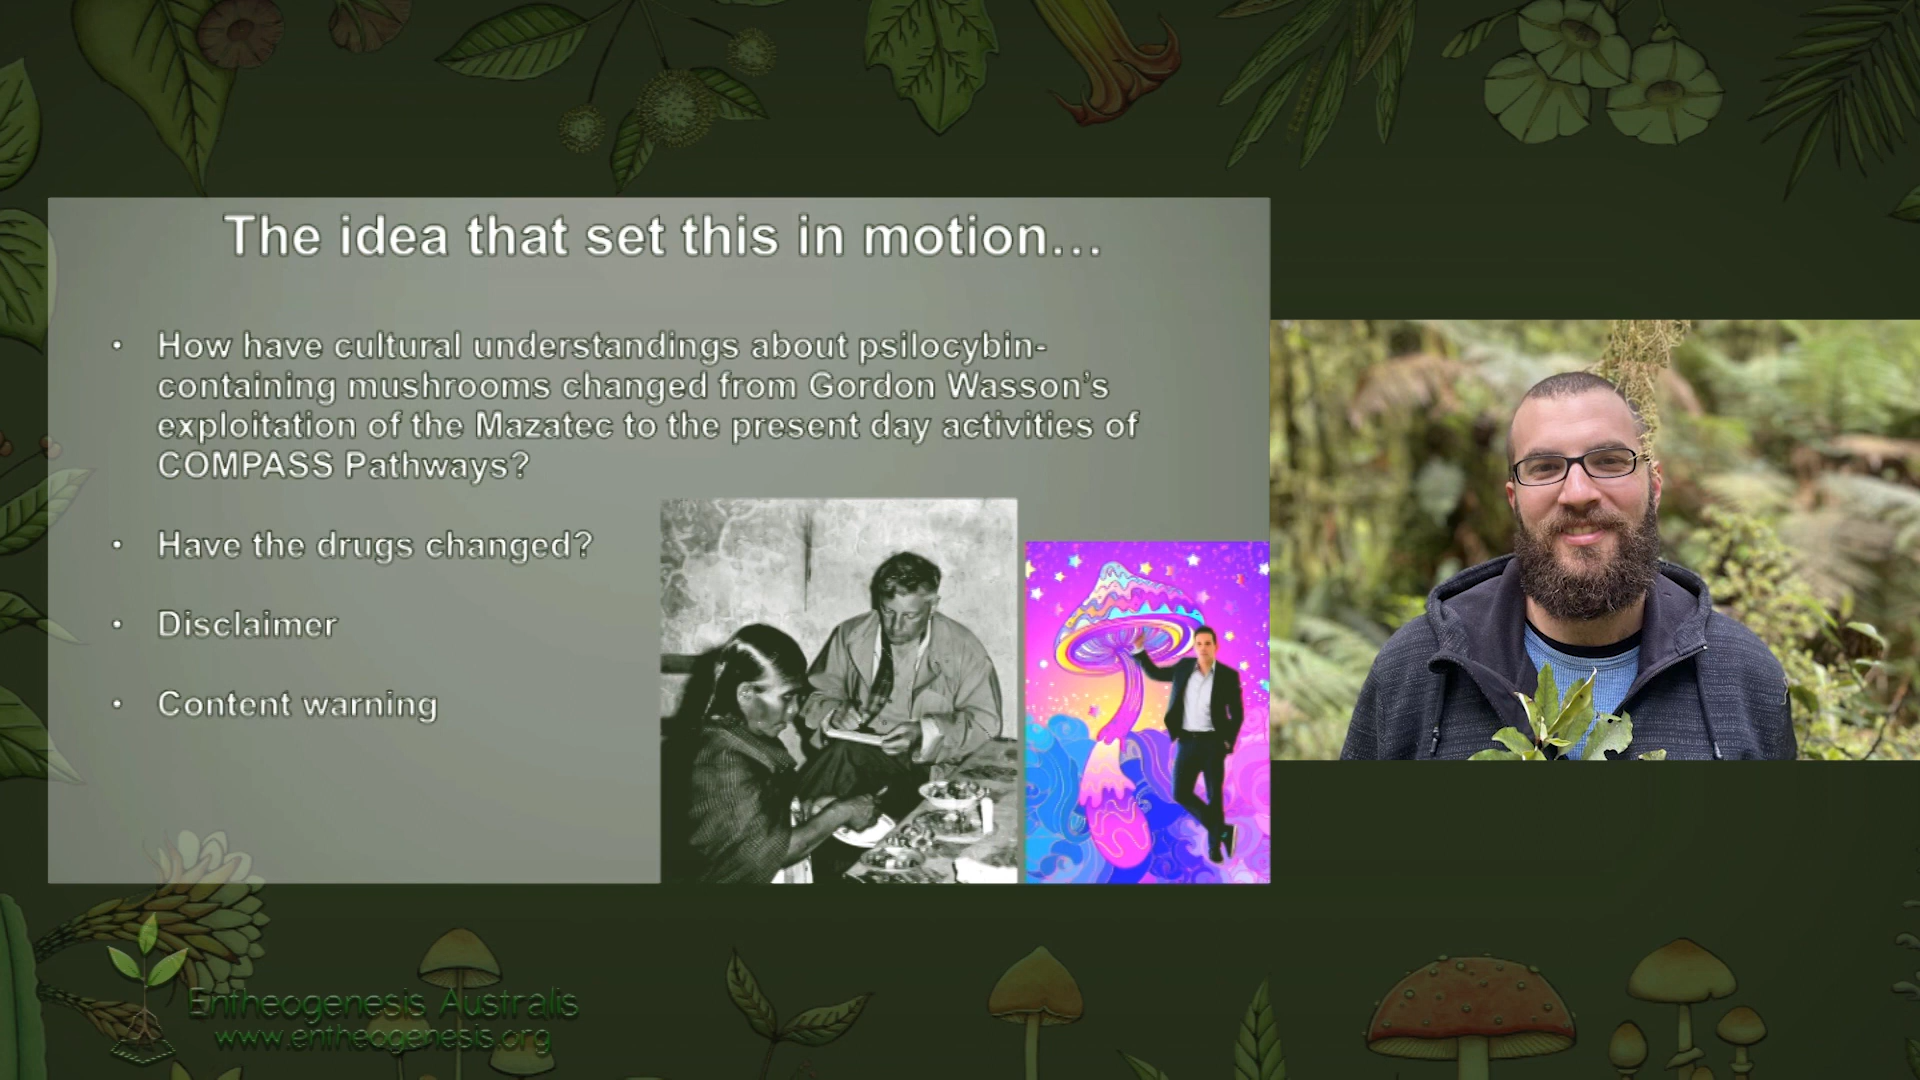 The idea that set this in motion…
• How have cultural understandings about psilocybin-
containing mushrooms changed from Gordon Wasson’s
exploitation of the Mazatec to the present day activities of
COMPASS Pathways?
• Have the drugs changed?
• Disclaimer
• Content warning
Entheogenesis Australis
www.entheogenesis.org